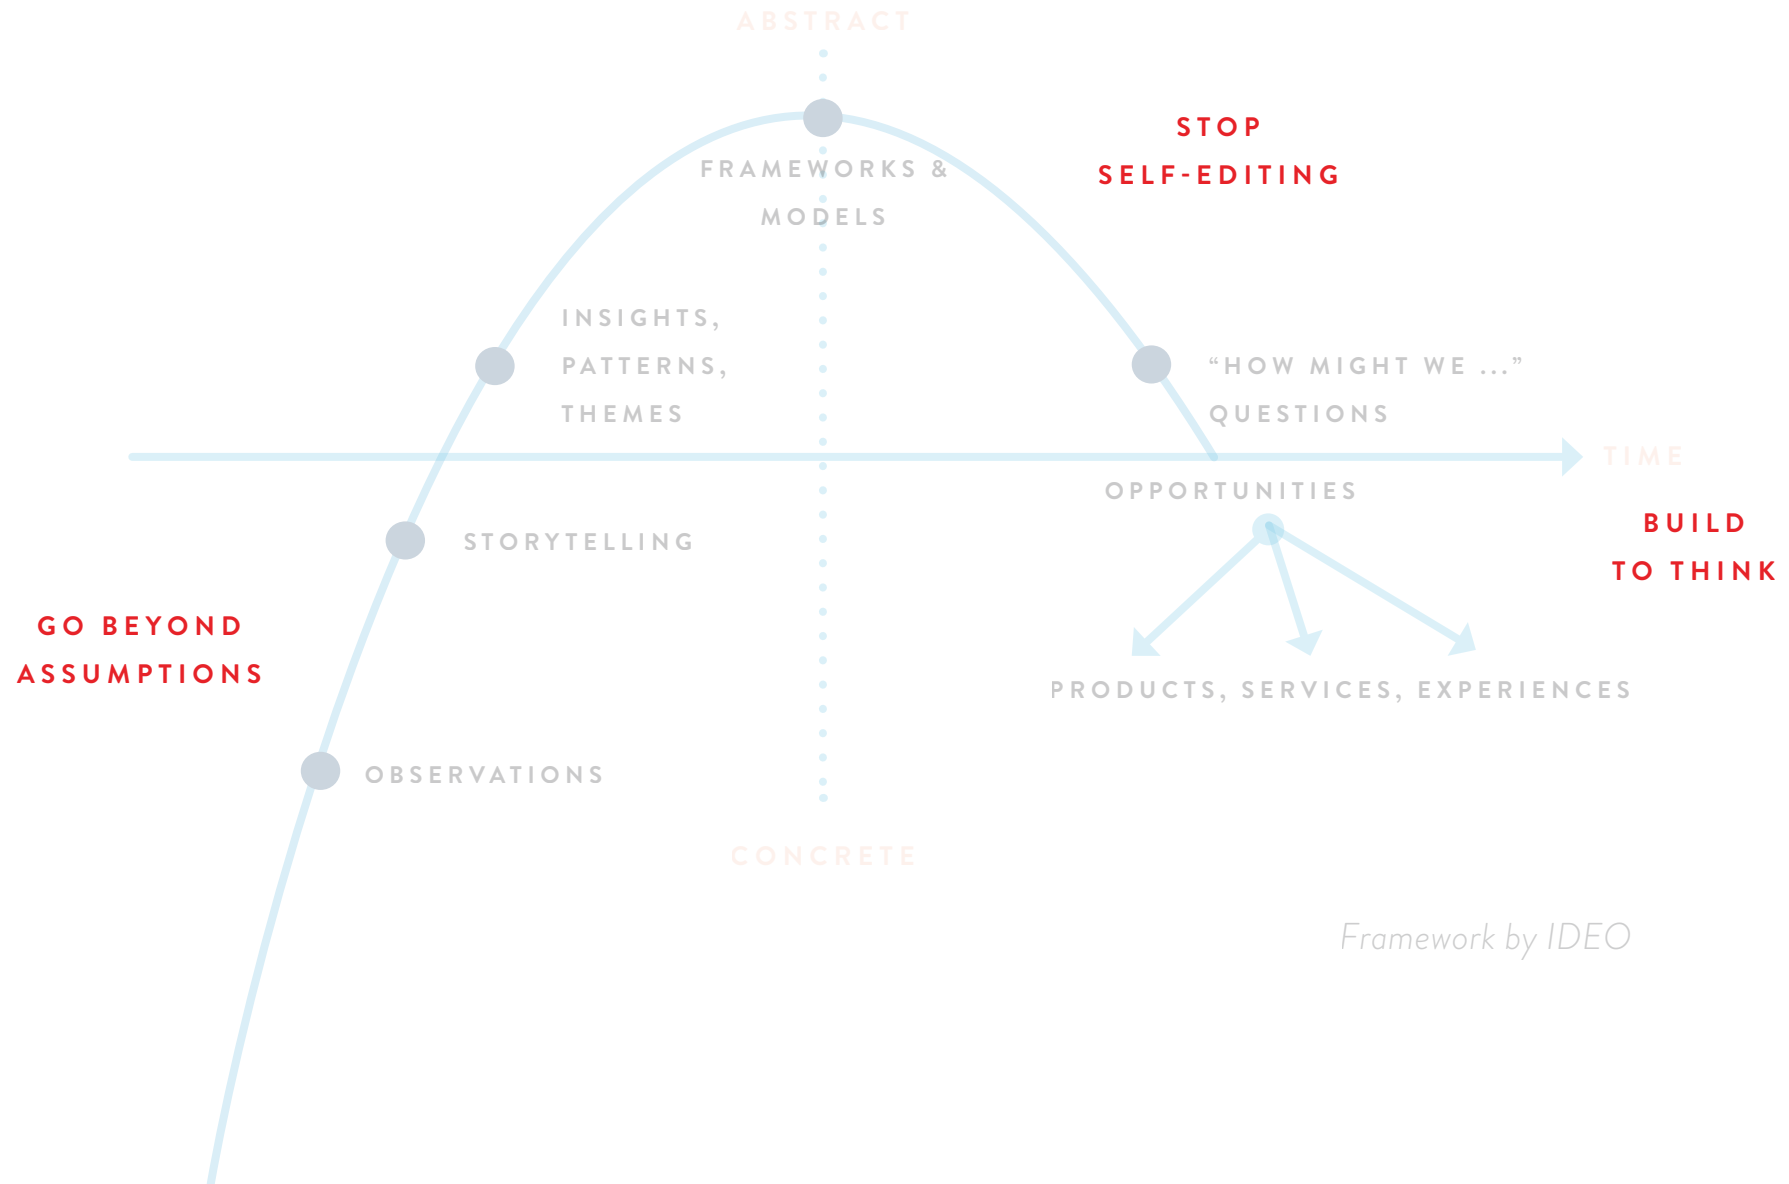 ABSTRACT
STOP
SELF-EDITING
FRAMEWORKS &
MODELS
INSIGHTS,
PATTERNS,
THEMES
“HOW MIGHT WE ...”
QUESTIONS
TIME
OPPORTUNITIES
BUILD
TO THINK
STORYTELLING
GO BEYOND
ASSUMPTIONS
PRODUCTS, SERVICES, EXPERIENCES
OBSERVATIONS
CONCRETE
Framework by IDEO